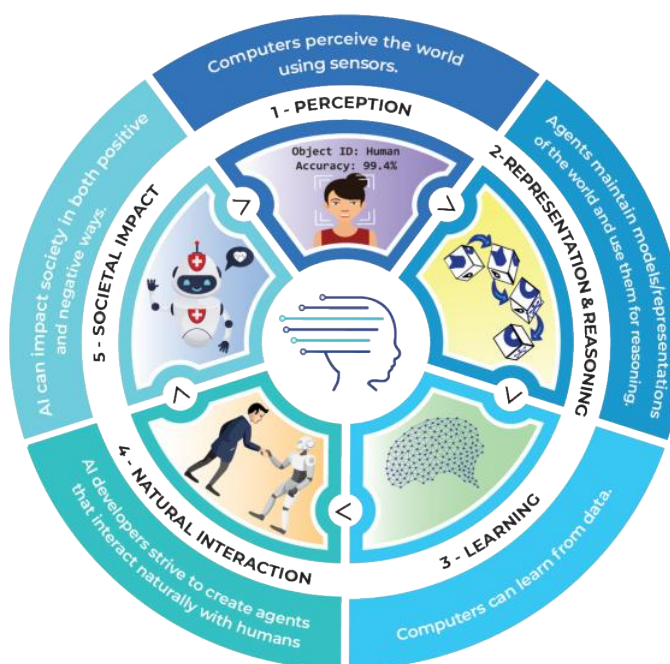 Computers perceive the world
using sensors.
1 - PERCEPTION
Object ID: Human
Accuracy: 99.4%
Agents maintain models/representations
of the world and use them for reasoning.
2-REPRESENTATION & REASONING
Computers can learn from data.
3 - LEARNING
AI developers strive to create agents
that interact naturally with humans
4 - NATURAL INTERACTION
AI can impact society in both positive
and negative ways.
5 - SOCIETAL IMPACT